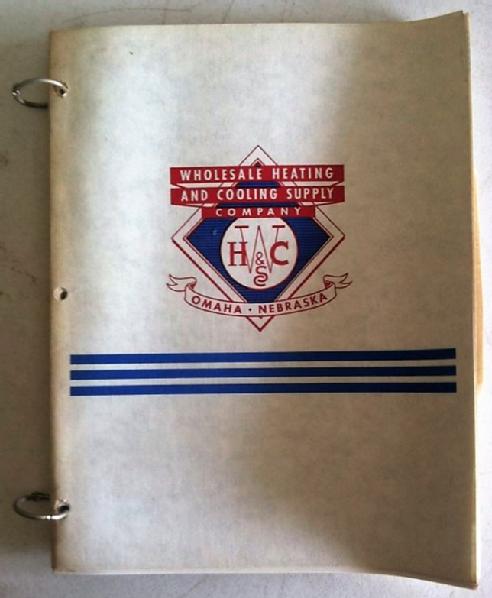 WHOLESALE HEATING
AND COOLING SUPPLY
COMPANY
W
H & C
S
OMAHA • NEBRASKA